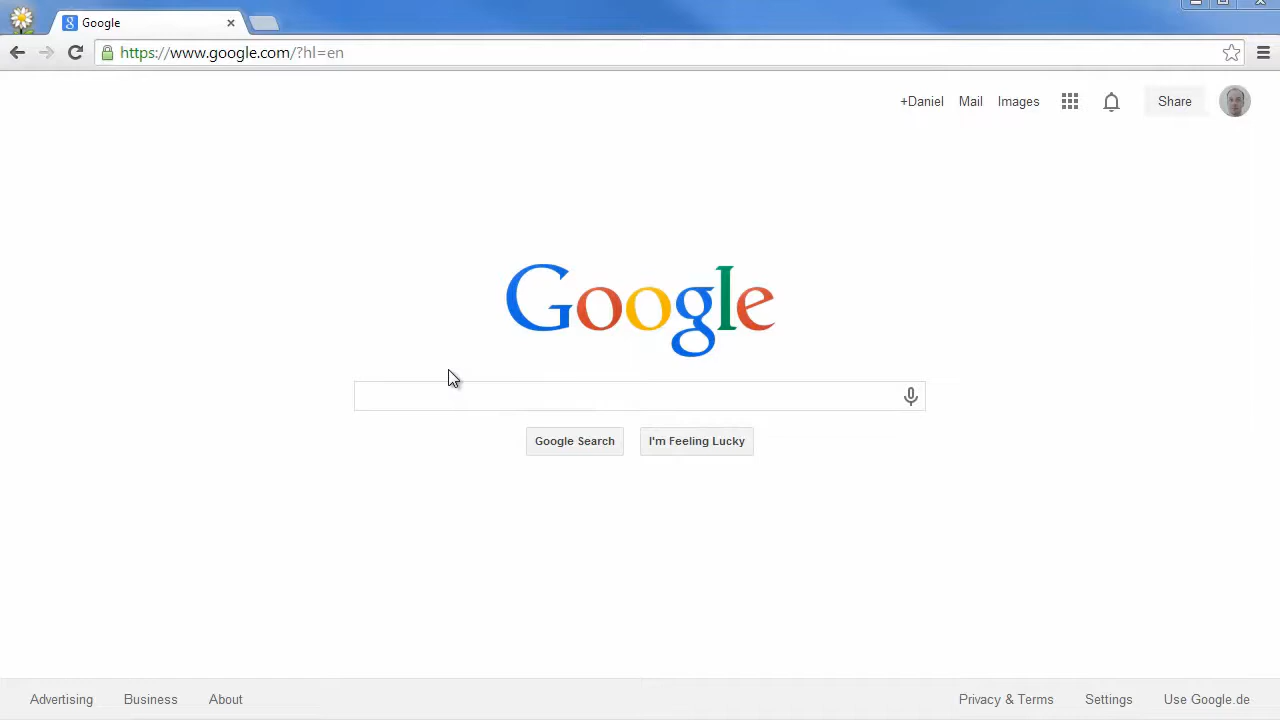 Google
https://www.google.com/?hl=en
+Daniel Mail Images Share
Google
Google Search I'm Feeling Lucky
Advertising Business About Privacy & Terms Settings Use Google.de